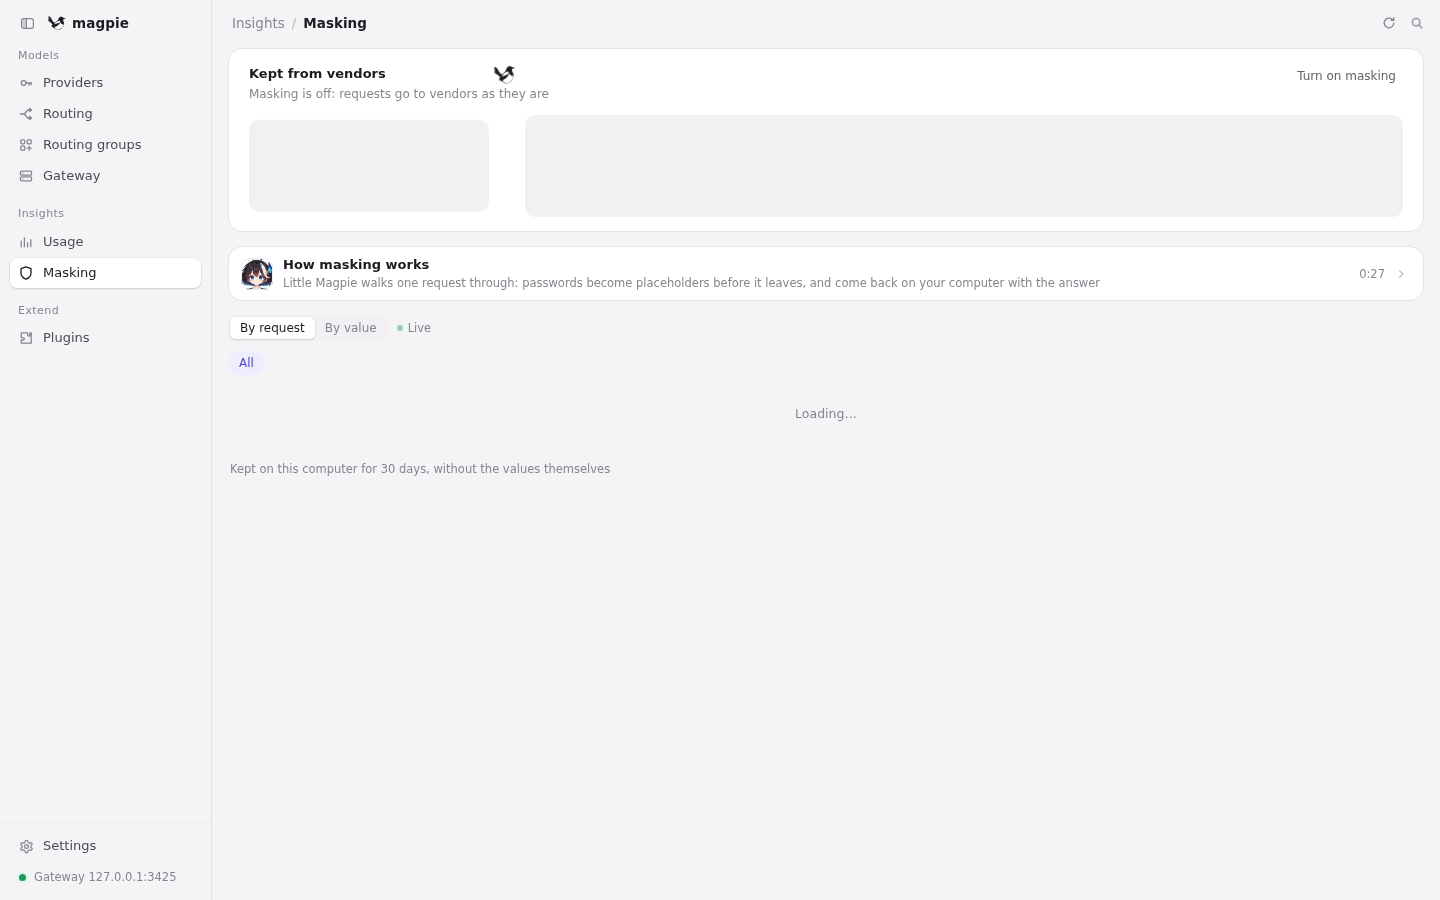 magpie
Models
Providers
Routing
Routing groups
Gateway
Insights
Usage
Masking
Extend
Plugins
Settings
Gateway 127.0.0.1:3425
Insights / Masking
Kept from vendors
Masking is off: requests go to vendors as they are
Turn on masking
How masking works
Little Magpie walks one request through: passwords become placeholders before it leaves, and come back on your computer with the answer
0:27
By request
By value
Live
All
Loading…
Kept on this computer for 30 days, without the values themselves